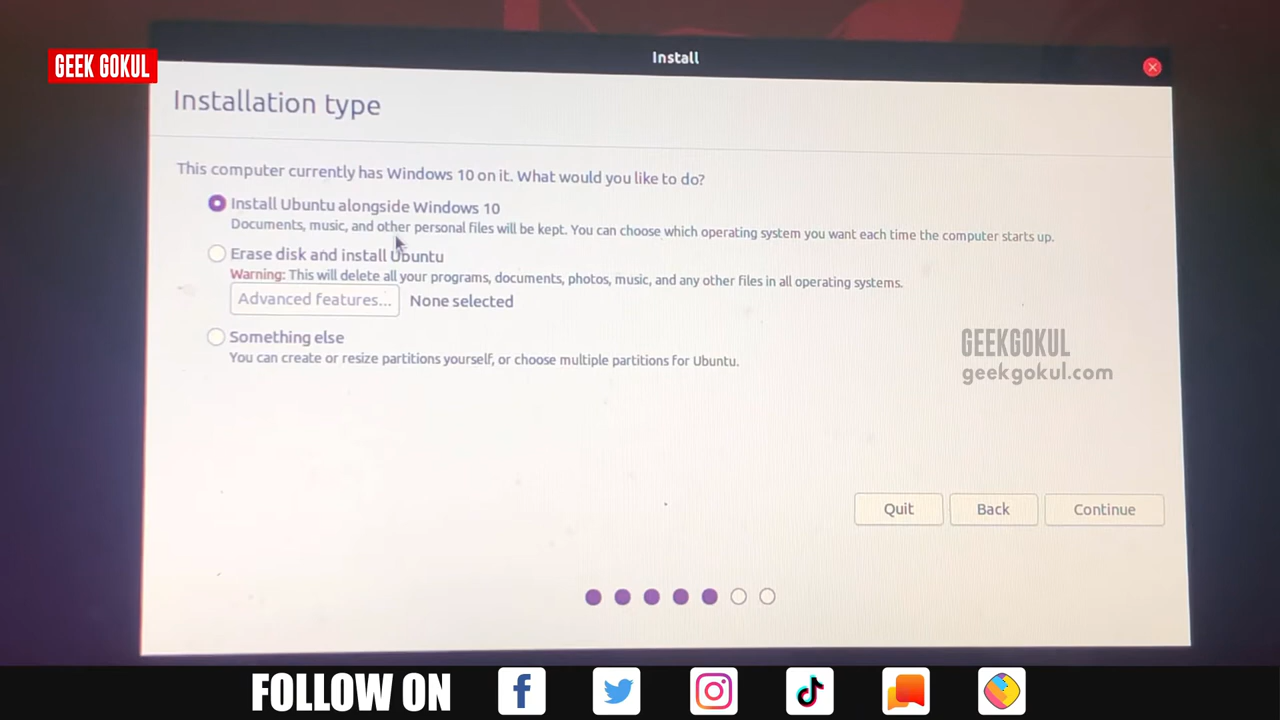 GEEK GOKUL
Install
Installation type
This computer currently has Windows 10 on it. What would you like to do?
Install Ubuntu alongside Windows 10
Documents, music, and other personal files will be kept. You can choose which operating system you want each time the computer starts up.
Erase disk and install Ubuntu
Warning: This will delete all your programs, documents, photos, music, and any other files in all operating systems.
Advanced features... None selected
Something else
You can create or resize partitions yourself, or choose multiple partitions for Ubuntu.
GEEKGOKUL
geekgokul.com
Quit Back Continue
FOLLOW ON